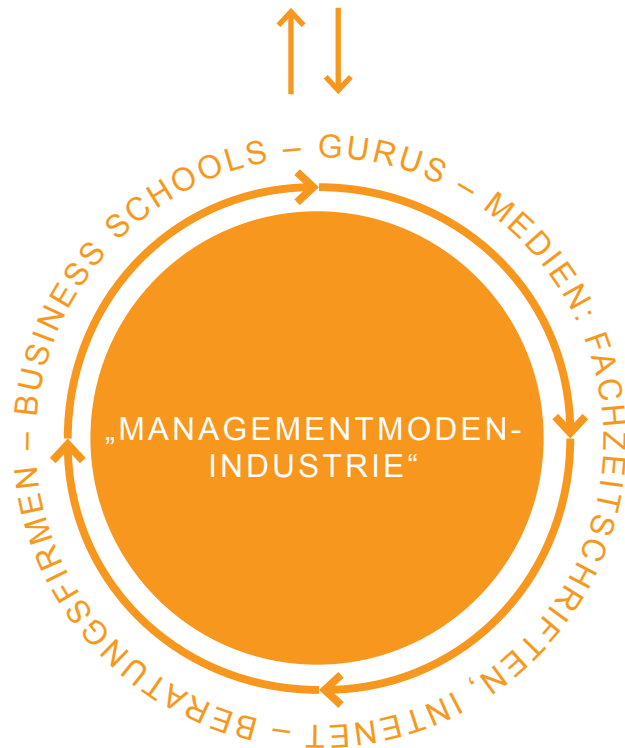 BUSINESS SCHOOLS – GURUS – MEDIEN: FACHZEITSCHRIFTEN, INTENET – BERATUNGSFIRMEN –
„MANAGEMENTMODEN-
INDUSTRIE“